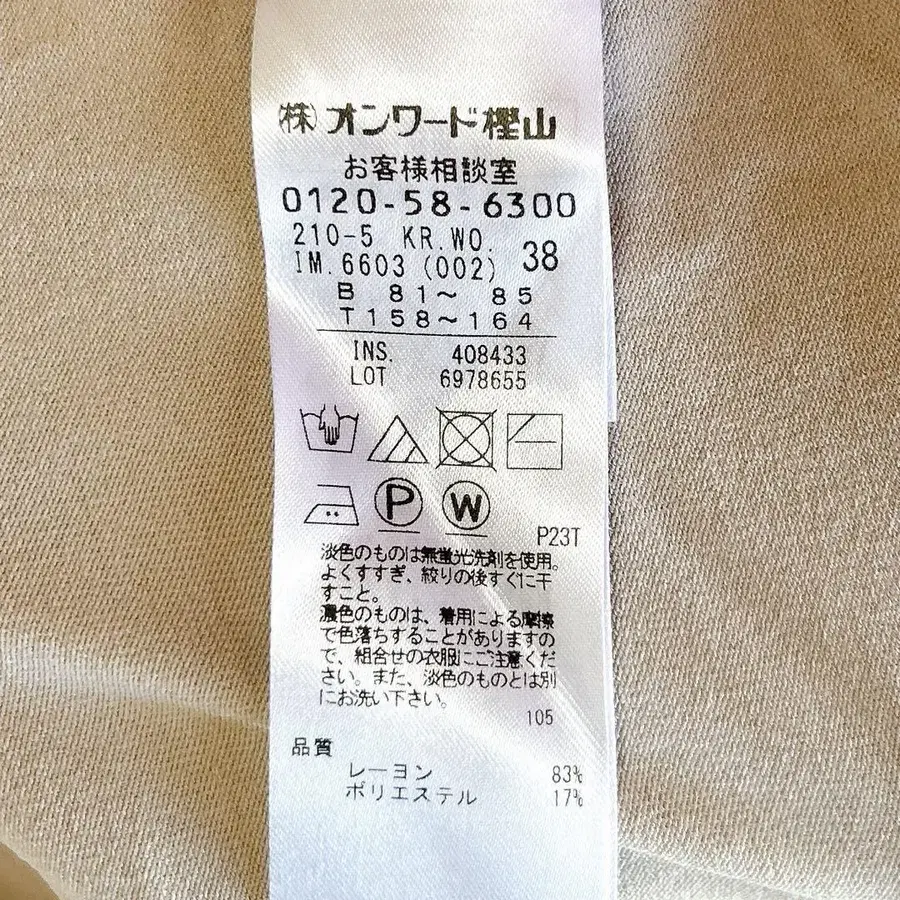 ㈱オンワード樫山
お客様相談室
0120-58-6300
210-5 KR.WO.
IM.6603 (002) 38
B 81～ 85
T158～164
INS. 408433
LOT 6978655
P W
P23T
淡色のものは無蛍光洗剤を使用。
よくすすぎ、絞りの後すぐに干
すこと。
濃色のものは、着用による摩擦
で色落ちすることがありますの
で、組合せの衣服にご注意くだ
さい。また、淡色のものとは別
にお洗い下さい。
105
品質
レーヨン 83%
ポリエステル 17%